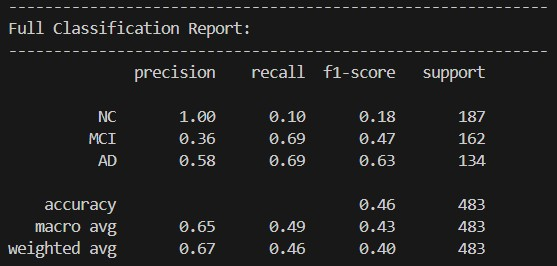 ------------------------------------------------------------
Full Classification Report:
------------------------------------------------------------
              precision    recall  f1-score   support

          NC       1.00      0.10      0.18       187
         MCI       0.36      0.69      0.47       162
          AD       0.58      0.69      0.63       134

    accuracy                           0.46       483
   macro avg       0.65      0.49      0.43       483
weighted avg       0.67      0.46      0.40       483